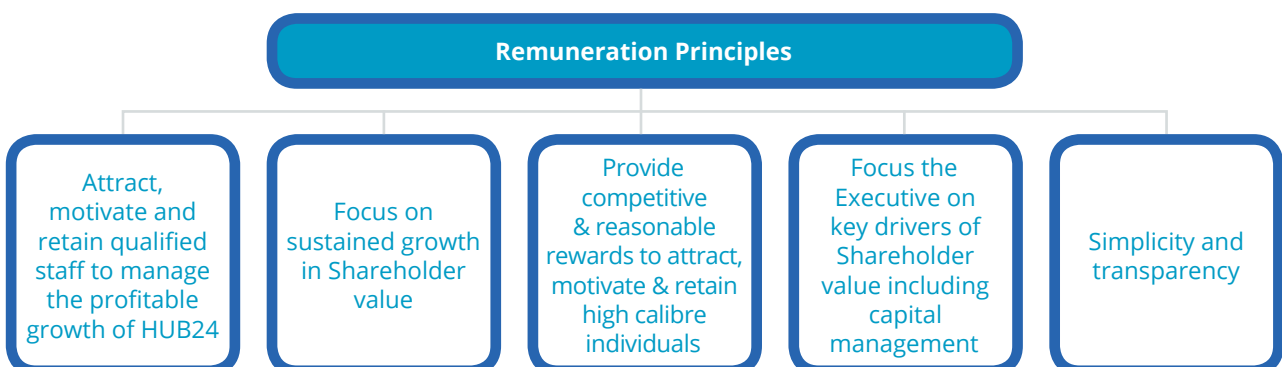 Remuneration Principles
Attract,
motivate and
retain qualified
staff to manage
the profitable
growth of HUB24
Focus on
sustained growth
in Shareholder
value
Provide
competitive
& reasonable
rewards to attract,
motivate & retain
high calibre
individuals
Focus the
Executive on
key drivers of
Shareholder
value including
capital
management
Simplicity and
transparency